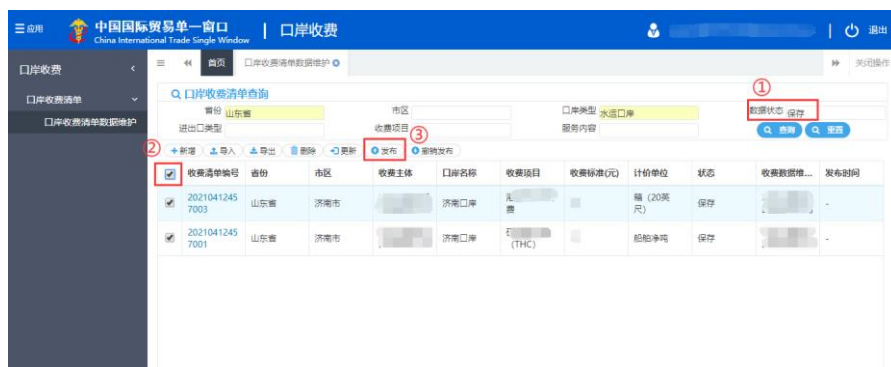 应用 中国国际贸易单一窗口 | 口岸收费 退出
China International Trade Single Window
口岸收费 首页 口岸收费清单数据维护 关闭操作
口岸收费清单
口岸收费清单数据维护
口岸收费清单查询
①
省份 山东省 市区 口岸类型 水运口岸 数据状态 保存
进出口类型 收费项目 服务内容 查询 重置
③
② 新增 导入 导出 删除 更新 发布 撤销发布
收费清单编号 省份 市区 收费主体 口岸名称 收费项目 收费标准(元) 计价单位 状态 收费数据维... 发布时间
2021041245 7003 山东省 济南市 济南口岸 费 箱（20英尺） 保存 -
2021041245 7001 山东省 济南市 济南口岸 (THC) 船舶净吨 保存 -